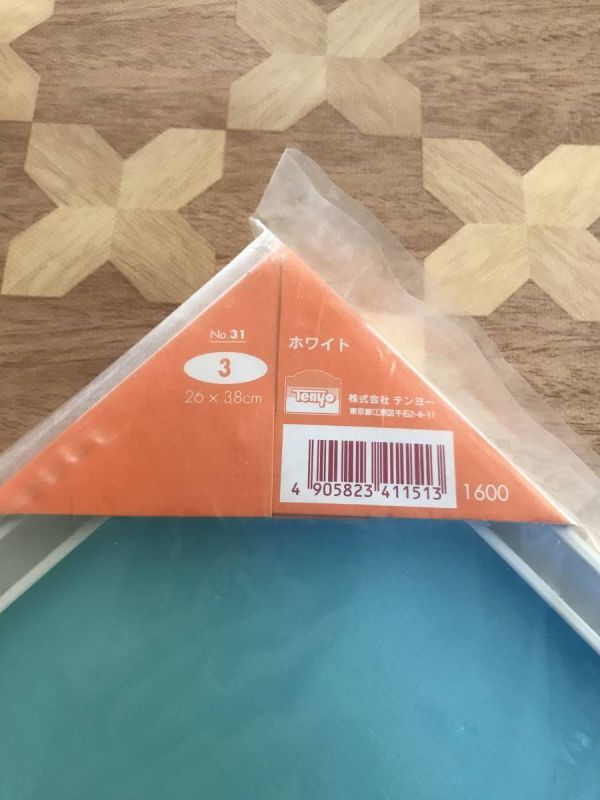 No.31
3
26 × 38cm
ホワイト
Tenyo
株式会社 テンヨー
東京都江東区千石2-8-11
4 905823 411513
1600